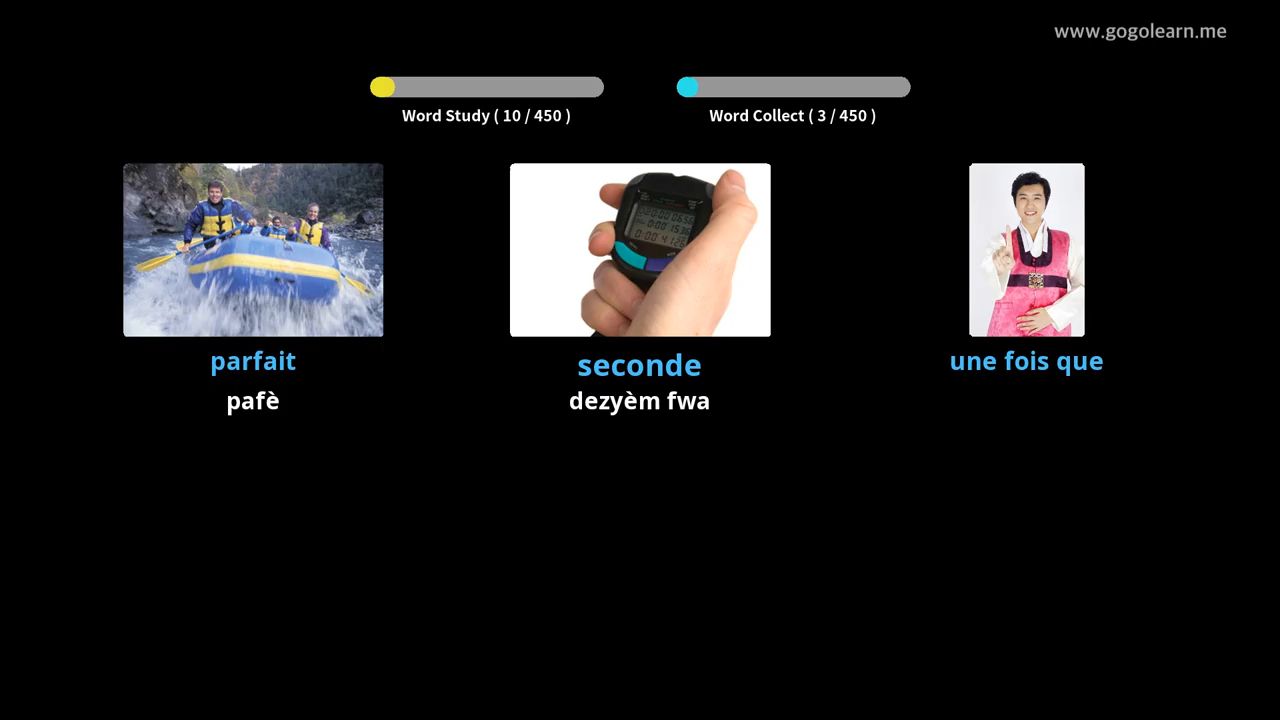 www.gogolearn.me
Word Study ( 10 / 450 )
Word Collect ( 3 / 450 )
parfait
seconde
une fois que
pafè
dezyèm fwa